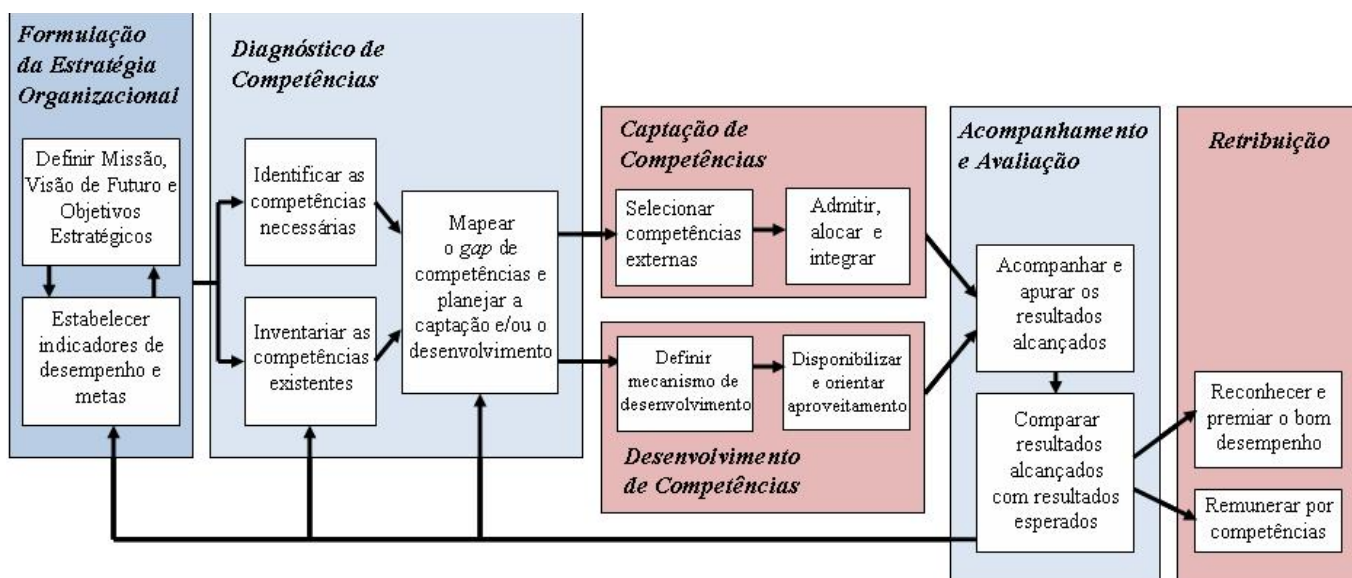 Formulação
da Estratégia
Organizacional
Definir Missão,
Visão de Futuro e
Objetivos
Estratégicos
Estabelecer
indicadores de
desempenho e
metas
Diagnóstico de
Competências
Identificar as
competências
necessárias
Inventariar as
competências
existentes
Mapear
o gap de
competências e
planejar a
captação e/ou o
desenvolvimento
Captação de
Competências
Selecionar
competências
externas
Admitir,
alocar e
integrar
Definir
mecanismo de
desenvolvimento
Disponibilizar
e orientar
aproveitamento
Desenvolvimento
de Competências
Acompanhamento
e Avaliação
Acompanhar e
apurar os
resultados
alcançados
Comparar
resultados
alcançados
com resultados
esperados
Retribuição
Reconhecer e
premiar o bom
desempenho
Remunerar por
competências